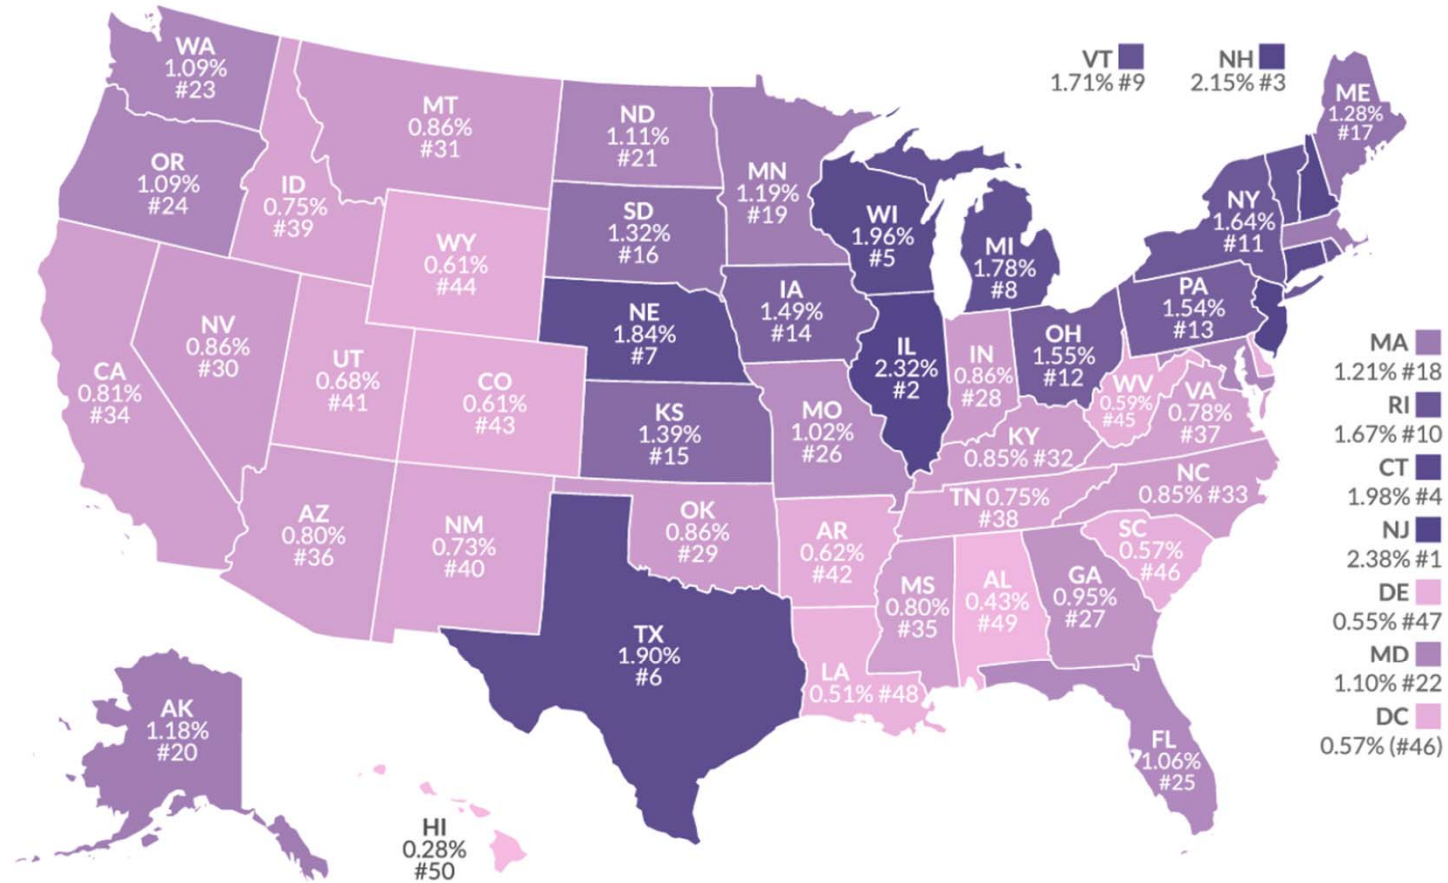 WA
1.09%
#23
OR
1.09%
#24
CA
0.81%
#34
NV
0.86%
#30
ID
0.75%
#39
MT
0.86%
#31
WY
0.61%
#44
UT
0.68%
#41
CO
0.61%
#43
AZ
0.80%
#36
NM
0.73%
#40
ND
1.11%
#21
SD
1.32%
#16
NE
1.84%
#7
KS
1.39%
#15
OK
0.86%
#29
TX
1.90%
#6
MN
1.19%
#19
IA
1.49%
#14
MO
1.02%
#26
AR
0.62%
#42
LA
0.51% #48
WI
1.96%
#5
IL
2.32%
#2
MI
1.78%
#8
IN
0.86%
#28
OH
1.55%
#12
KY
0.85% #32
TN 0.75%
#38
MS
0.80%
#35
AL
0.43%
#49
GA
0.95%
#27
FL
1.06%
#25
SC
0.57%
#46
NC
0.85% #33
VA
0.78%
#37
WV
0.59%
#45
PA
1.54%
#13
NY
1.64%
#11
ME
1.28%
#17
VT
1.71% #9
NH
2.15% #3
MA
1.21% #18
RI
1.67% #10
CT
1.98% #4
NJ
2.38% #1
DE
0.55% #47
MD
1.10% #22
DC
0.57% (#46)
AK
1.18%
#20
HI
0.28%
#50